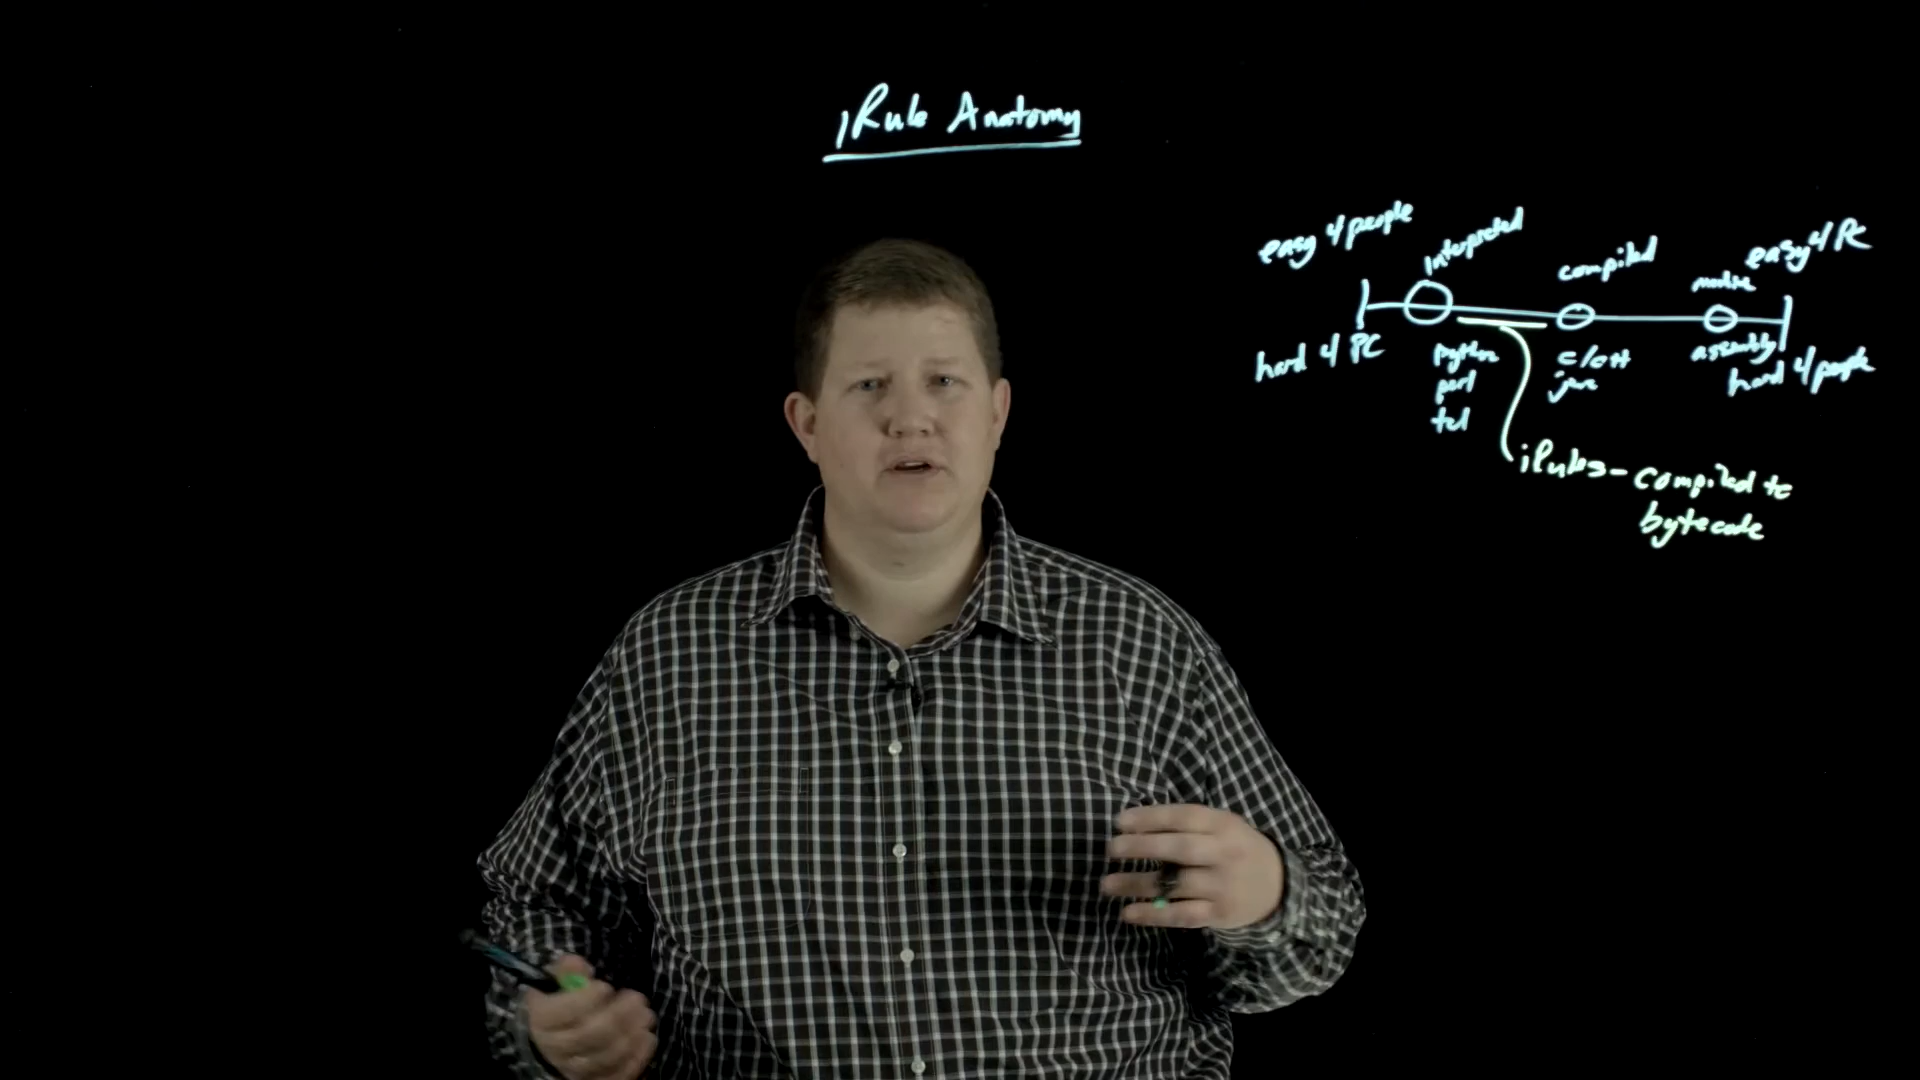 iRule Anatomy
easy 4 people
interpreted
compiled
machine
easy 4 PC
hard 4 PC
python
perl
tcl
c/c++
java
assembly
hard 4 people
iRules - compiled to
bytecode